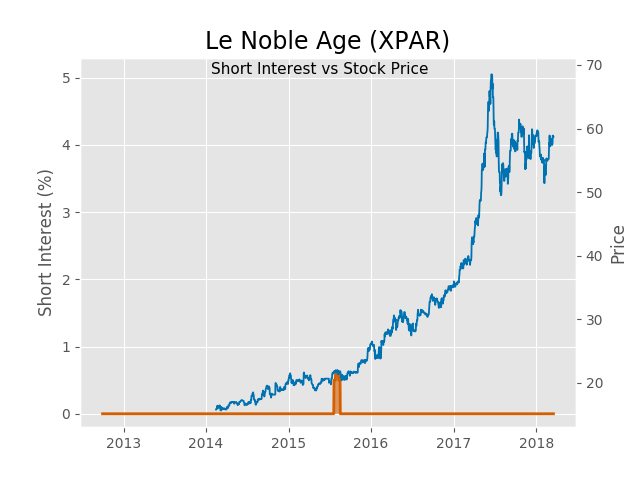 Le Noble Age (XPAR)
Short Interest vs Stock Price
Short Interest (%)
5
4
3
2
1
0
70
60
50
40
30
20
Price
2013 2014 2015 2016 2017 2018